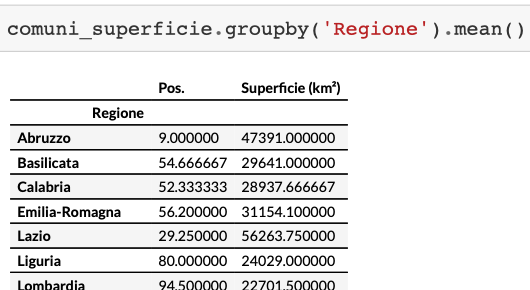 comuni_superficie.groupby('Regione').mean()
Pos. Superficie (km²)
Regione
Abruzzo 9.000000 47391.000000
Basilicata 54.666667 29641.000000
Calabria 52.333333 28937.666667
Emilia-Romagna 56.200000 31154.100000
Lazio 29.250000 56263.750000
Liguria 80.000000 24029.000000
Lombardia 94.500000 22701.500000